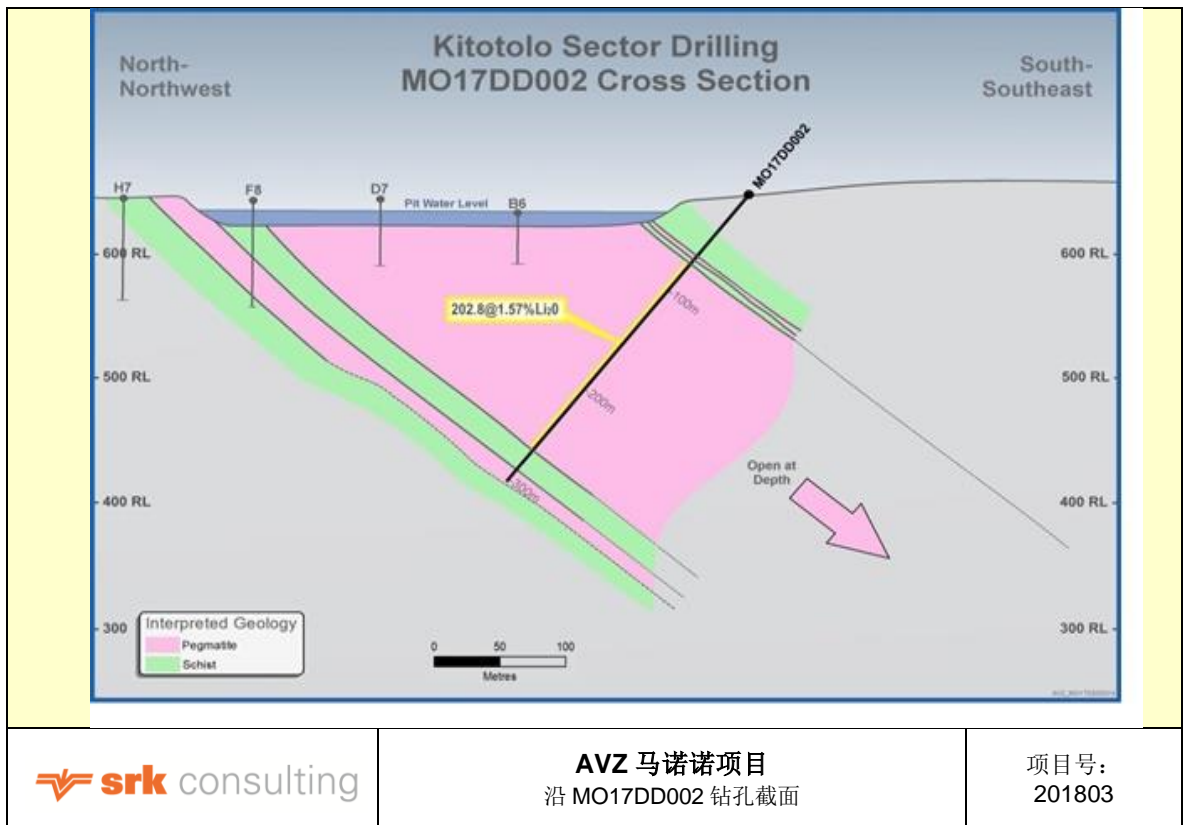 Kitotolo Sector Drilling
MO17DD002 Cross Section
North-
Northwest
South-
Southeast
MO17DD002
H7
F8
D7
Pit Water Level
B6
600 RL
600 RL
100m
202.8@1.57%Li₂0
500 RL
500 RL
200m
Open at
Depth
300m
400 RL
400 RL
300
300 RL
Interpreted Geology
Pegmatite
Schist
0 50 100
Metres
srk consulting
AVZ 马诺诺项目
沿 MO17DD002 钻孔截面
项目号：
201803